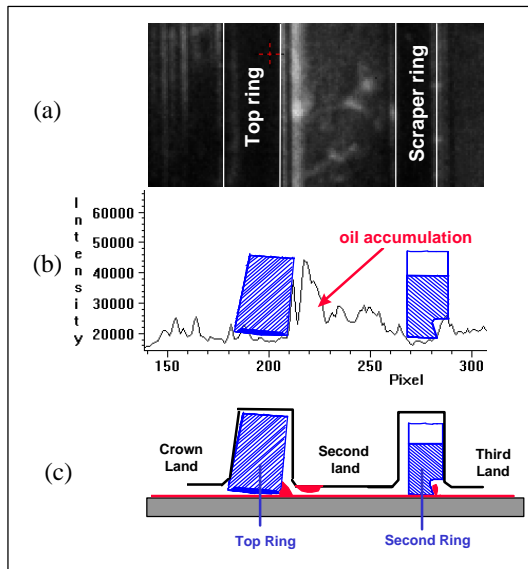 (a)
Top ring
Scraper ring
Intensity
60000
50000
40000
30000
20000
oil accumulation
(b)
150
200
250
300
Pixel
(c)
Crown
Land
Second
land
Third
Land
Top Ring
Second Ring